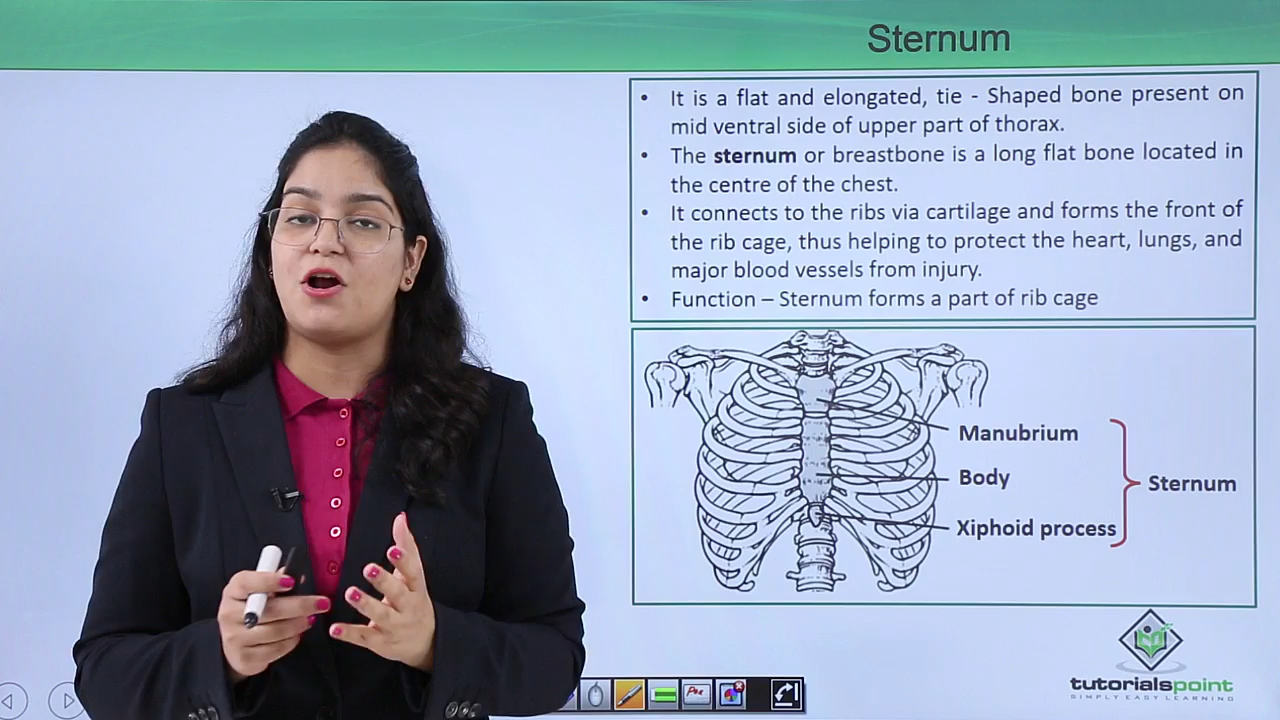 Sternum
• It is a flat and elongated, tie - Shaped bone present on
mid ventral side of upper part of thorax.
• The sternum or breastbone is a long flat bone located in
the centre of the chest.
• It connects to the ribs via cartilage and forms the front of
the rib cage, thus helping to protect the heart, lungs, and
major blood vessels from injury.
• Function – Sternum forms a part of rib cage
Manubrium
Body
Sternum
Xiphoid process
tutorialspoint
SIMPLY EASY LEARNING